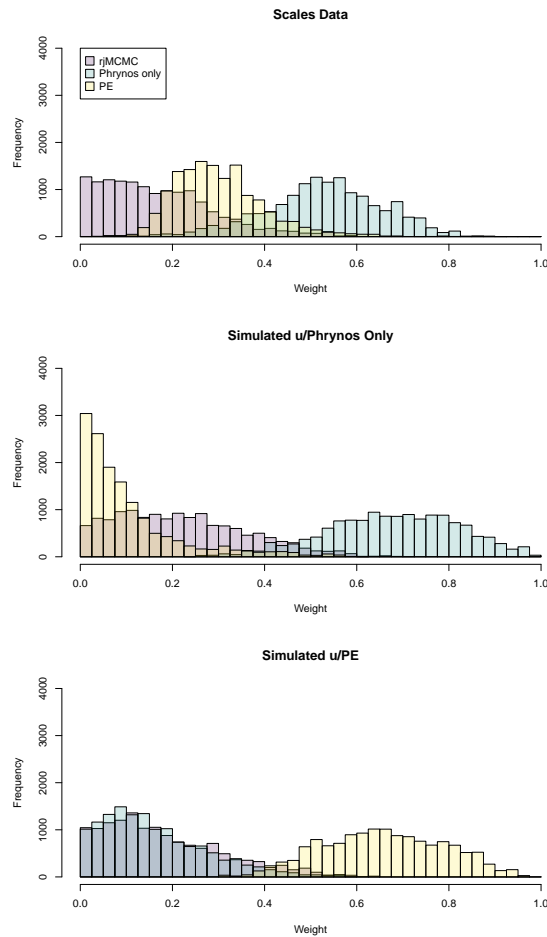 Scales Data
4000
3000
2000
1000
0
Frequency
rjMCMC
Phrynos only
PE
0.0 0.2 0.4 0.6 0.8 1.0
Weight
Simulated u/Phrynos Only
4000
3000
2000
1000
0
Frequency
0.0 0.2 0.4 0.6 0.8 1.0
Weight
Simulated u/PE
4000
3000
2000
1000
0
Frequency
0.0 0.2 0.4 0.6 0.8 1.0
Weight